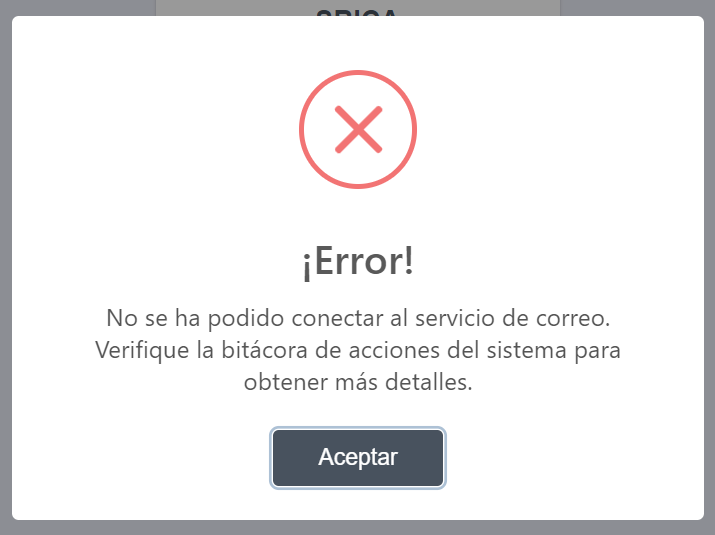 ¡Error!
No se ha podido conectar al servicio de correo.
Verifique la bitácora de acciones del sistema para
obtener más detalles.
Aceptar